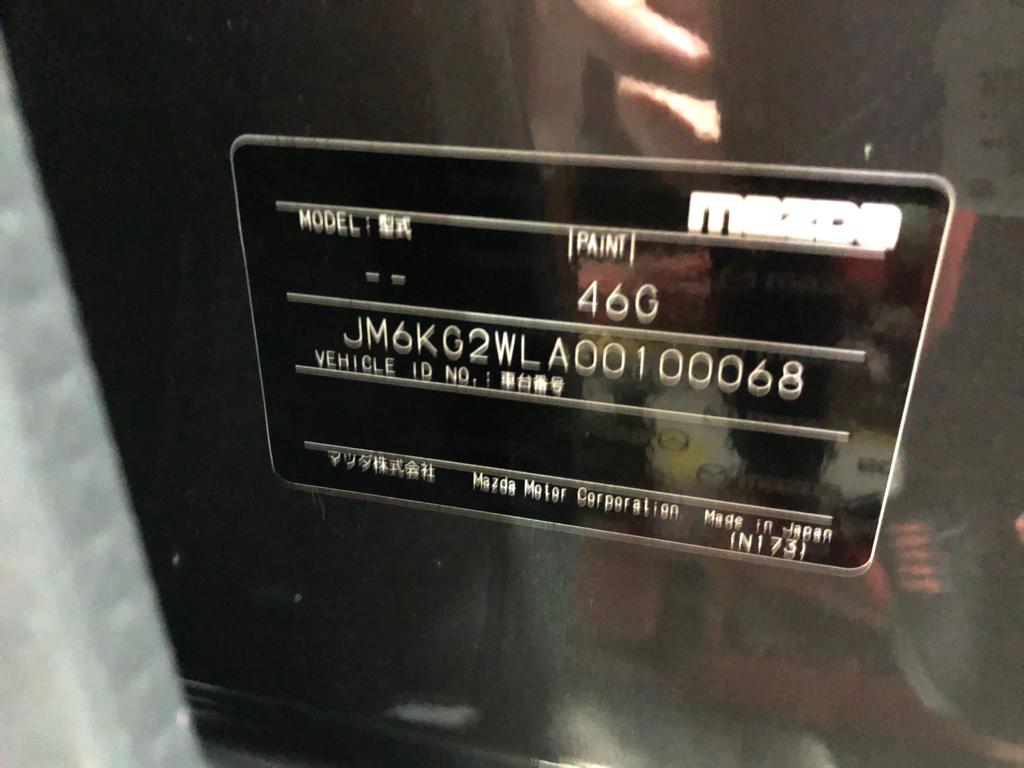 mazda
MODEL : 型式
PAINT
-- 46G
JM6KG2WLA00100068
VEHICLE ID NO. : 車台番号
マツダ株式会社 Mazda Motor Corporation Made in Japan
(N173)